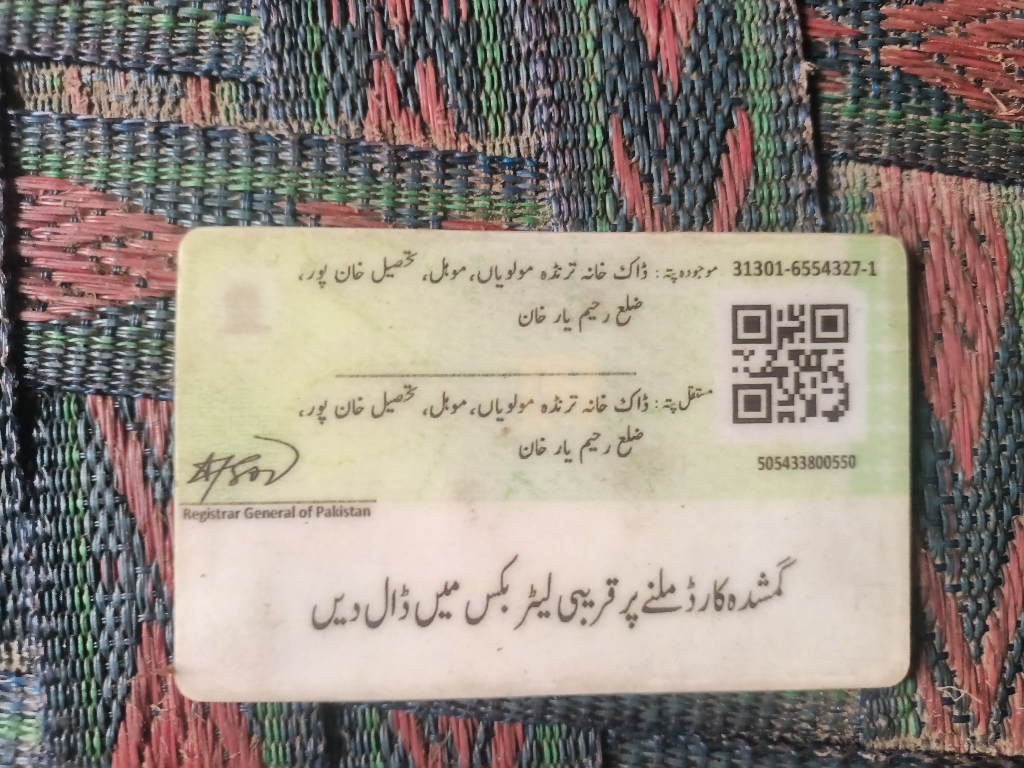 31301-6554327-1
موجودہ پتہ: ڈاک خانہ ترنڈہ مولویاں، موہل، تحصیل خان پور،
ضلع رحیم یار خان
مستقل پتہ: ڈاک خانہ ترنڈہ مولویاں، موہل، تحصیل خان پور،
ضلع رحیم یار خان
505433800550
Registrar General of Pakistan
گمشدہ کارڈ ملنے پر قریبی لیٹر بکس میں ڈال دیں